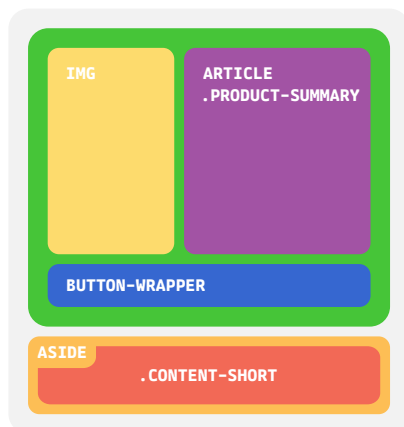 IMG
ARTICLE
.PRODUCT-SUMMARY
BUTTON-WRAPPER
ASIDE
.CONTENT-SHORT